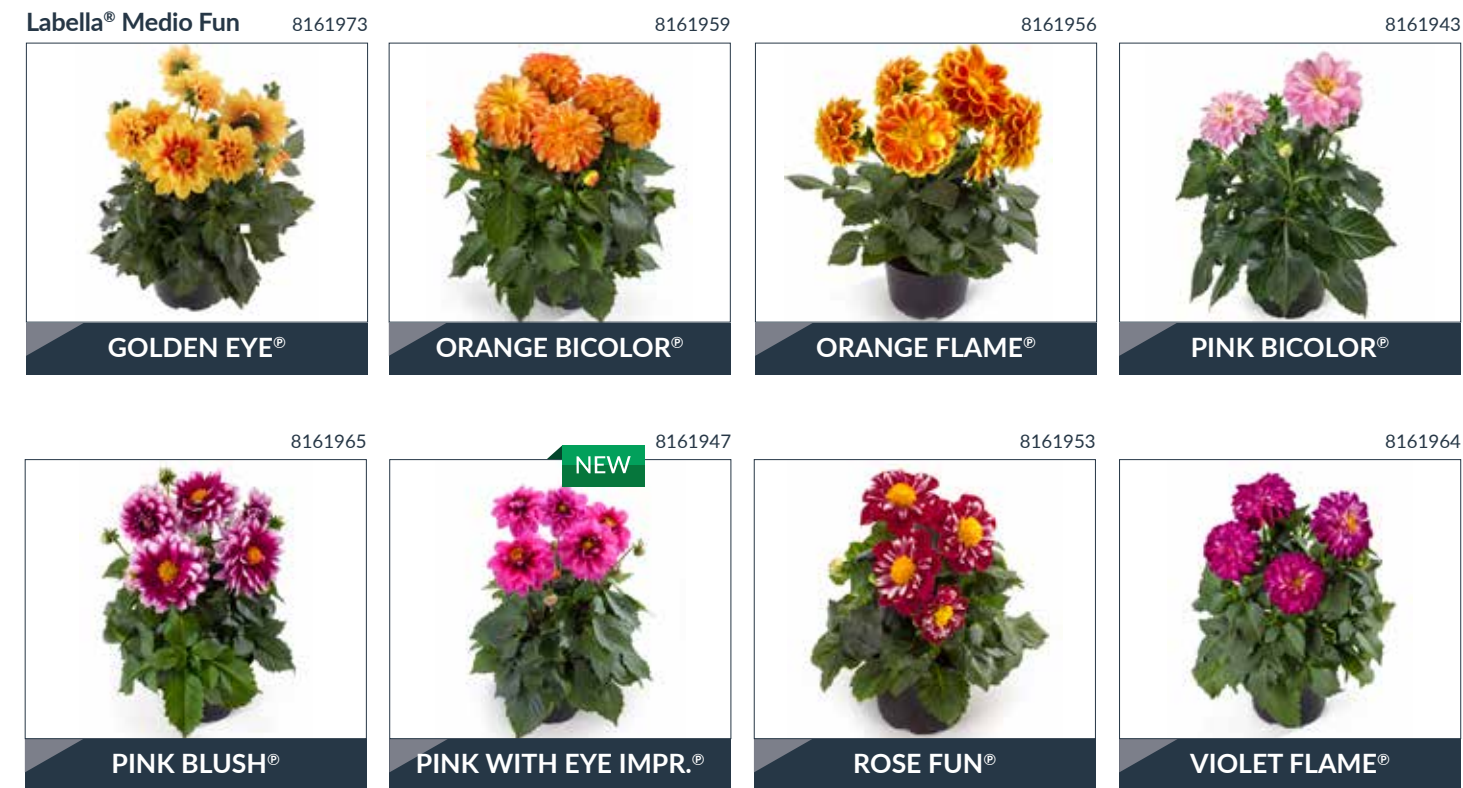 Labella® Medio Fun 8161973 8161959 8161956 8161943
GOLDEN EYE℗ ORANGE BICOLOR℗ ORANGE FLAME℗ PINK BICOLOR℗
8161965 8161947 8161953 8161964
NEW
PINK BLUSH℗ PINK WITH EYE IMPR.℗ ROSE FUN℗ VIOLET FLAME℗